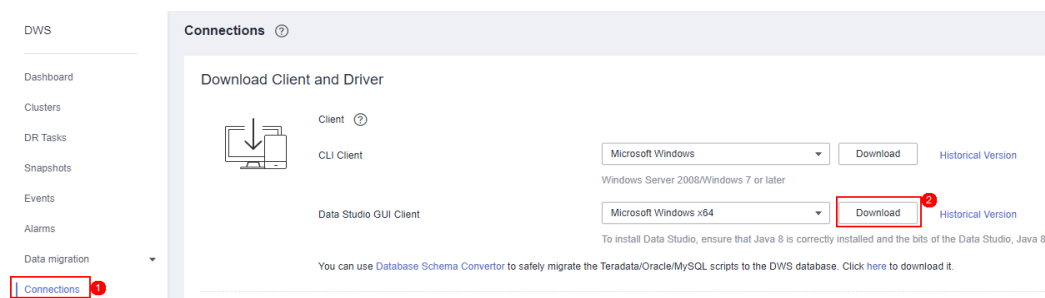 DWS
Connections ?
Dashboard
Download Client and Driver
Clusters
Client ?
DR Tasks
CLI Client
Microsoft Windows
Download
Historical Version
Snapshots
Windows Server 2008/Windows 7 or later
Events
2
Data Studio GUI Client
Microsoft Windows x64
Download
Historical Version
Alarms
To install Data Studio, ensure that Java 8 is correctly installed and the bits of the Data Studio, Java 8
Data migration
You can use Database Schema Convertor to safely migrate the Teradata/Oracle/MySQL scripts to the DWS database. Click here to download it.
Connections 1